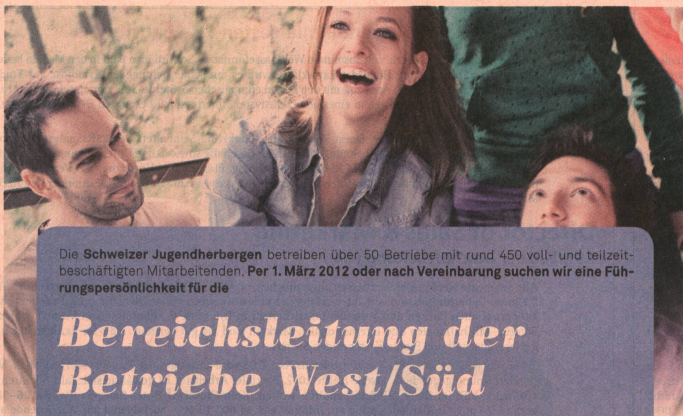 Die Schweizer Jugendherbergen betreiben über 50 Betriebe mit rund 450 voll- und teilzeit-
beschäftigten Mitarbeitenden. Per 1. März 2012 oder nach Vereinbarung suchen wir eine Füh-
rungspersönlichkeit für die
Bereichsleitung der
Betriebe West/Süd